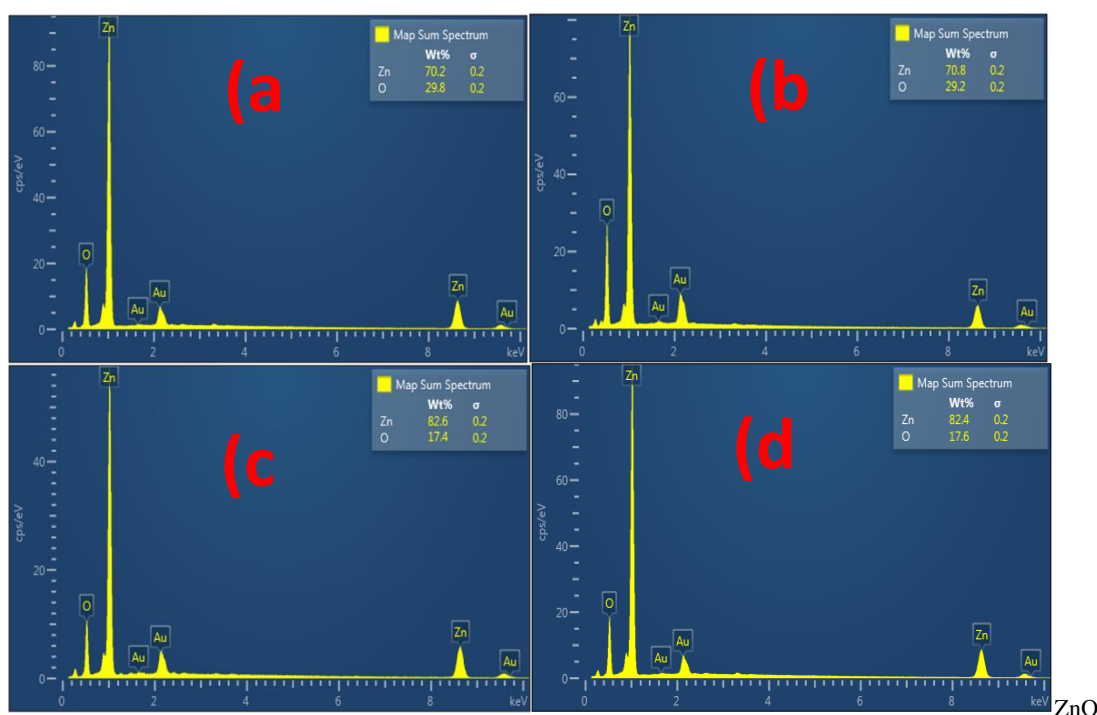 Zn
Map Sum Spectrum
Wt% σ
Zn 70.2 0.2
O 29.8 0.2
(a
80
60
40
20
0
cps/eV
O
Au
Au
Zn
Au
0 2 4 6 8 keV
Zn
Map Sum Spectrum
Wt% σ
Zn 70.8 0.2
O 29.2 0.2
(b
60
40
20
0
cps/eV
O
Au
Au
Zn
Au
0 2 4 6 8 keV
Zn
Map Sum Spectrum
Wt% σ
Zn 82.6 0.2
O 17.4 0.2
(c
40
20
0
cps/eV
O
Au
Au
Zn
Au
0 2 4 6 8 keV
Zn
Map Sum Spectrum
Wt% σ
Zn 82.4 0.2
O 17.6 0.2
(d
80
60
40
20
0
cps/eV
O
Au
Au
Zn
Au
0 2 4 6 8 keV
ZnO